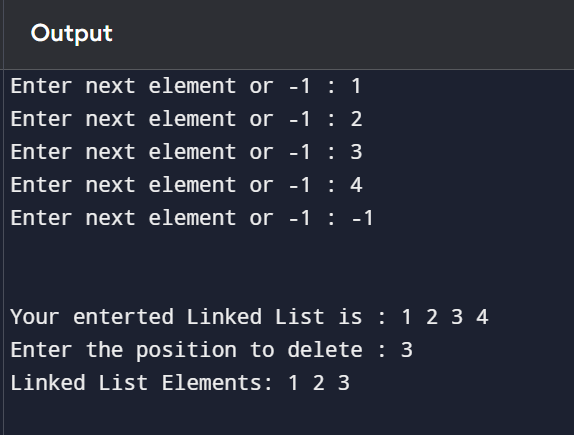 Output
Enter next element or -1 : 1
Enter next element or -1 : 2
Enter next element or -1 : 3
Enter next element or -1 : 4
Enter next element or -1 : -1
Your enterted Linked List is : 1 2 3 4
Enter the position to delete : 3
Linked List Elements: 1 2 3